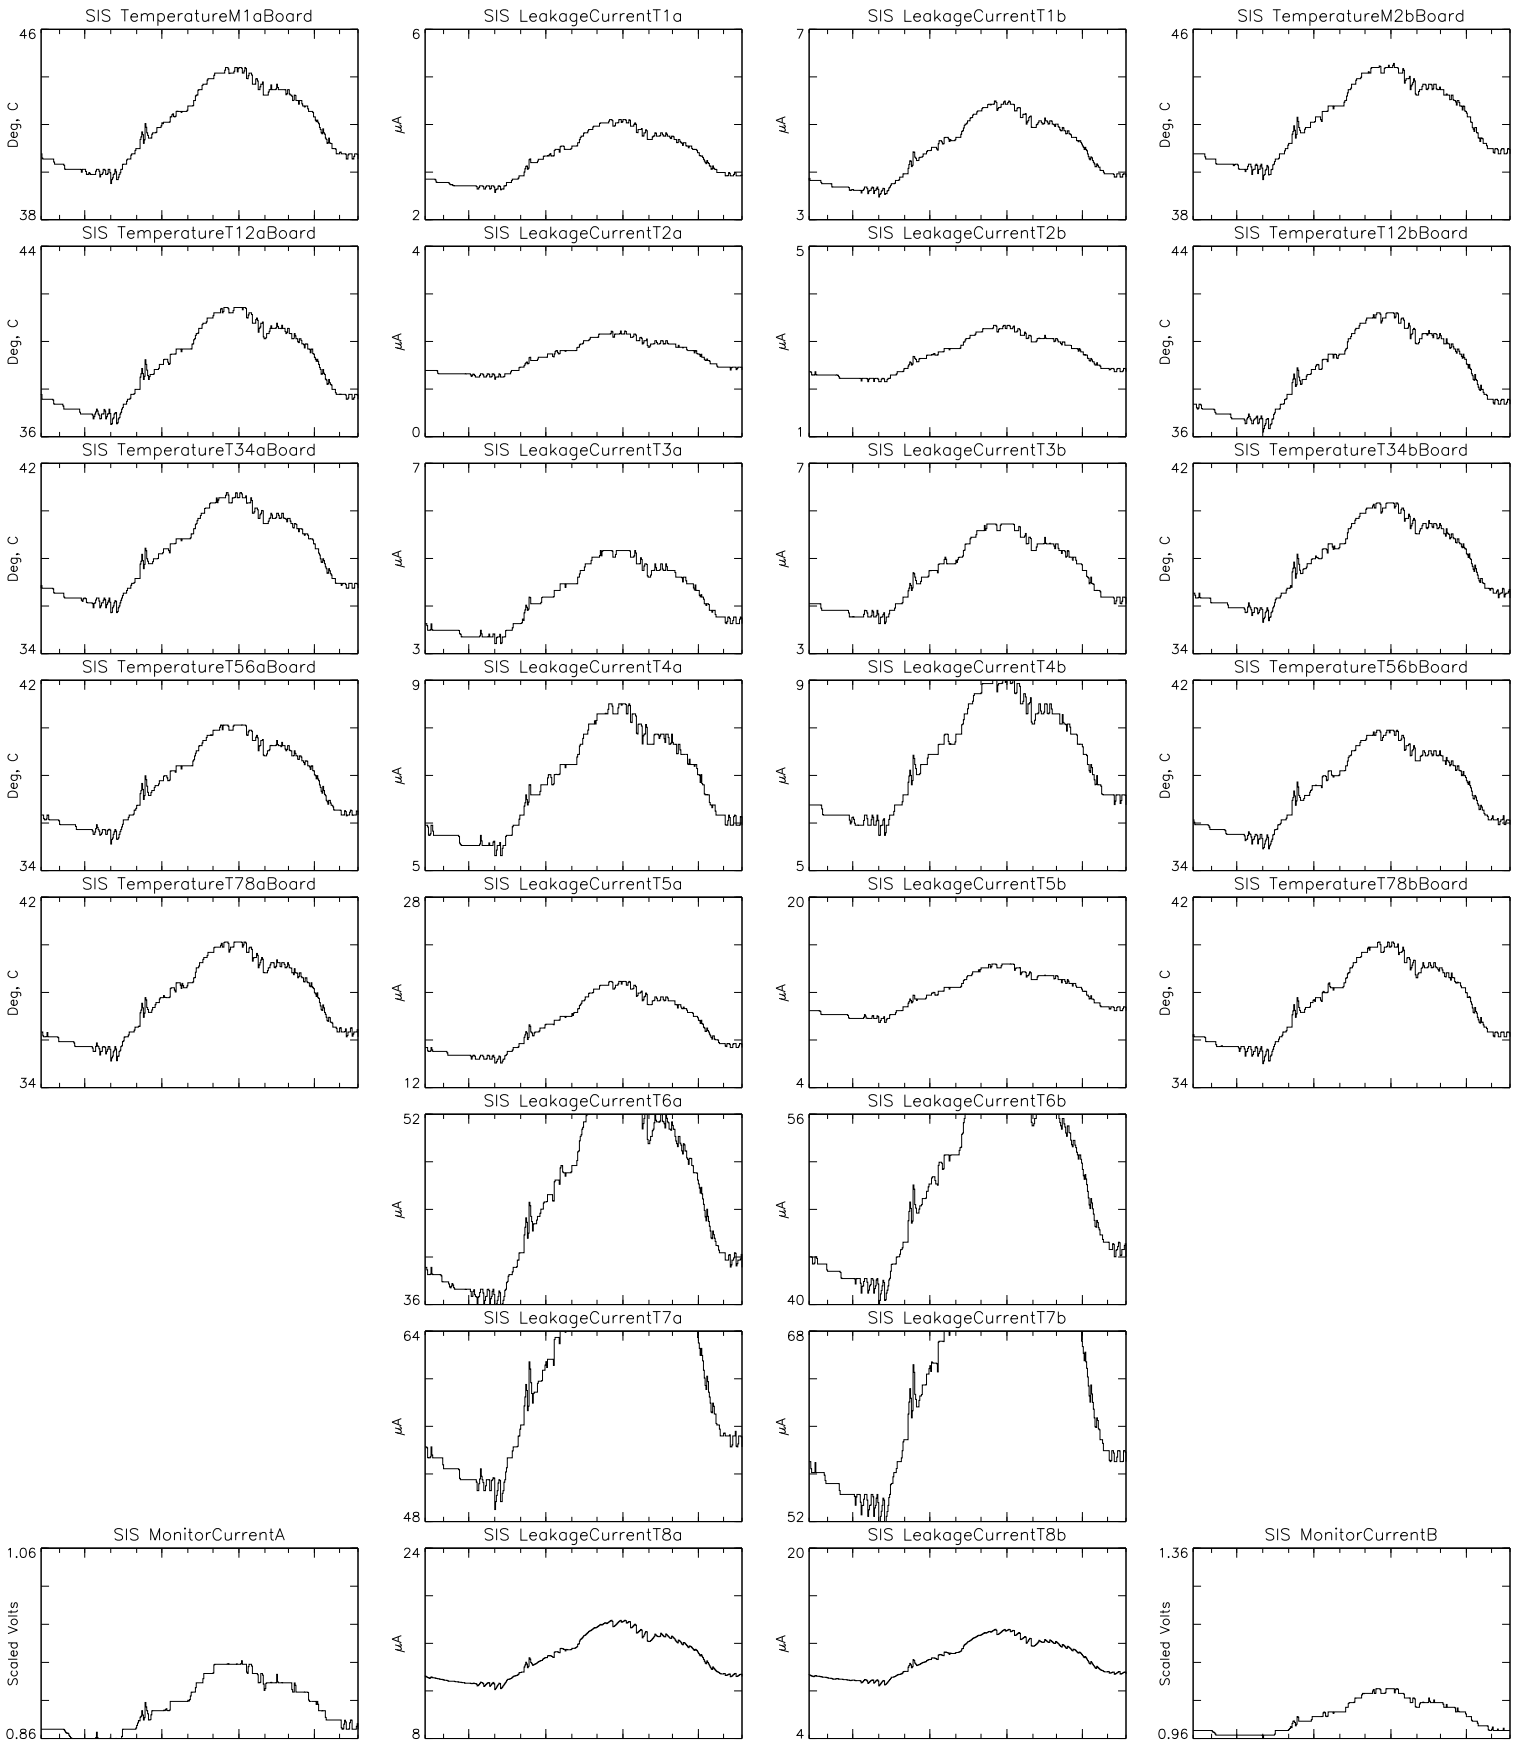 SIS TemperatureM1aBoard
SIS LeakageCurrentT1a
SIS LeakageCurrentT1b
SIS TemperatureM2bBoard
46
Deg, C
38
6
μA
2
7
μA
3
46
Deg, C
38
SIS TemperatureT12aBoard
SIS LeakageCurrentT2a
SIS LeakageCurrentT2b
SIS TemperatureT12bBoard
44
Deg, C
36
4
μA
0
5
μA
1
44
Deg, C
36
SIS TemperatureT34aBoard
SIS LeakageCurrentT3a
SIS LeakageCurrentT3b
SIS TemperatureT34bBoard
42
Deg, C
34
7
μA
3
7
μA
3
42
Deg, C
34
SIS TemperatureT56aBoard
SIS LeakageCurrentT4a
SIS LeakageCurrentT4b
SIS TemperatureT56bBoard
42
Deg, C
34
9
μA
5
9
μA
5
42
Deg, C
34
SIS TemperatureT78aBoard
SIS LeakageCurrentT5a
SIS LeakageCurrentT5b
SIS TemperatureT78bBoard
42
Deg, C
34
28
μA
12
20
μA
4
42
Deg, C
34
SIS LeakageCurrentT6a
SIS LeakageCurrentT6b
52
μA
36
56
μA
40
SIS LeakageCurrentT7a
SIS LeakageCurrentT7b
64
μA
48
68
μA
52
SIS MonitorCurrentA
SIS LeakageCurrentT8a
SIS LeakageCurrentT8b
SIS MonitorCurrentB
1.06
Scaled Volts
0.86
24
μA
8
20
μA
4
1.36
Scaled Volts
0.96